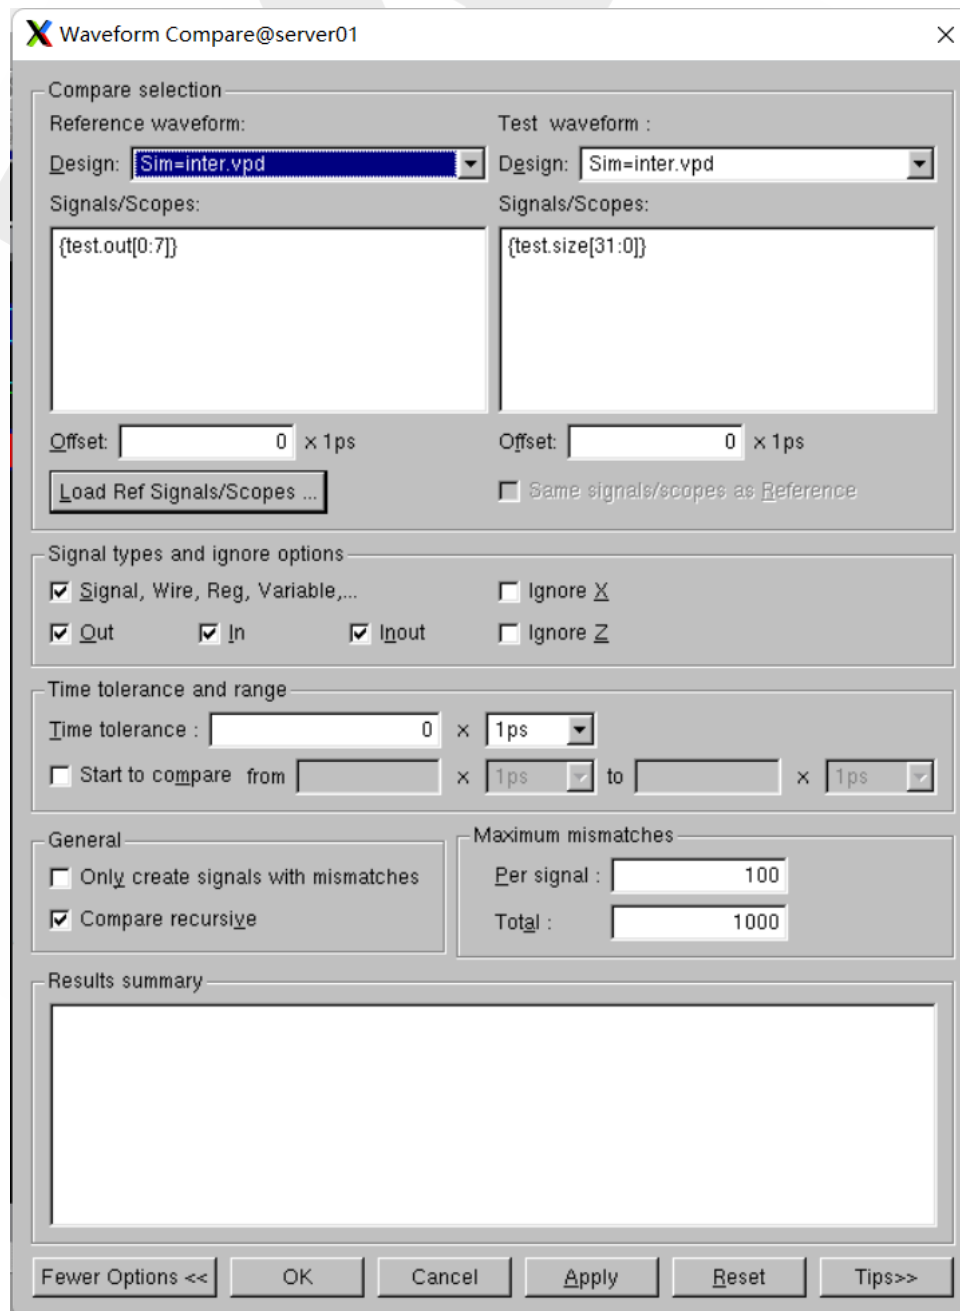 Waveform Compare@server01
Compare selection
Reference waveform:
Test waveform :
Design: Sim=inter.vpd
Design: Sim=inter.vpd
Signals/Scopes:
Signals/Scopes:
{test.out[0:7]}
{test.size[31:0]}
Offset: 0 × 1ps
Offset: 0 × 1ps
Load Ref Signals/Scopes ...
Same signals/scopes as Reference
Signal types and ignore options
Signal, Wire, Reg, Variable,...
Ignore X
Out In Inout
Ignore Z
Time tolerance and range
Time tolerance : 0 × 1ps
Start to compare from × 1ps to × 1ps
General
Only create signals with mismatches
Compare recursive
Maximum mismatches
Per signal : 100
Total : 1000
Results summary
Fewer Options << OK Cancel Apply Reset Tips>>